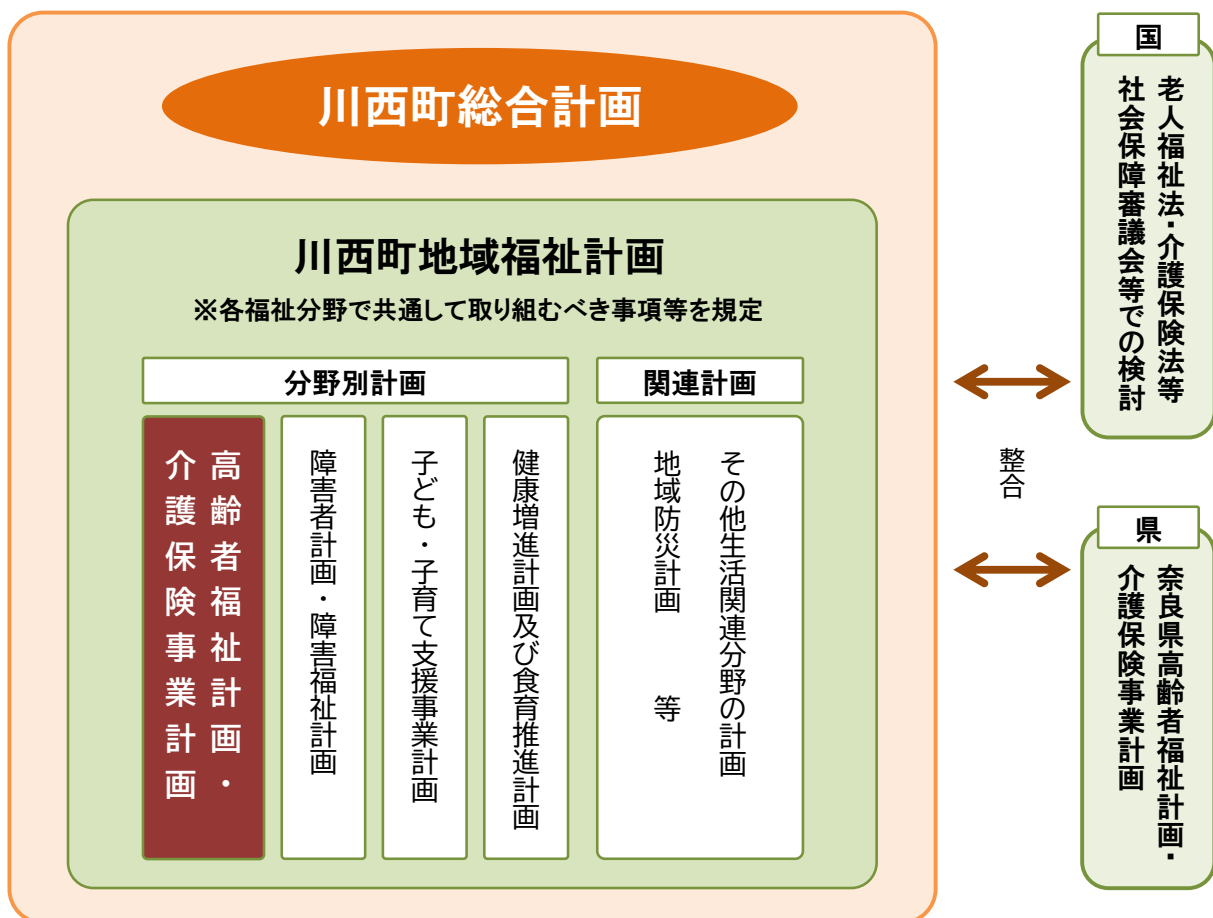 川西町総合計画
川西町地域福祉計画
※各福祉分野で共通して取り組むべき事項等を規定
分野別計画
高齢者福祉計画・
介護保険事業計画
障害者計画・障害福祉計画
子ども・子育て支援事業計画
健康増進計画及び食育推進計画
関連計画
その他生活関連分野の計画
地域防災計画　等
整合
国
老人福祉法・介護保険法等
社会保障審議会等での検討
県
奈良県高齢者福祉計画・
介護保険事業計画